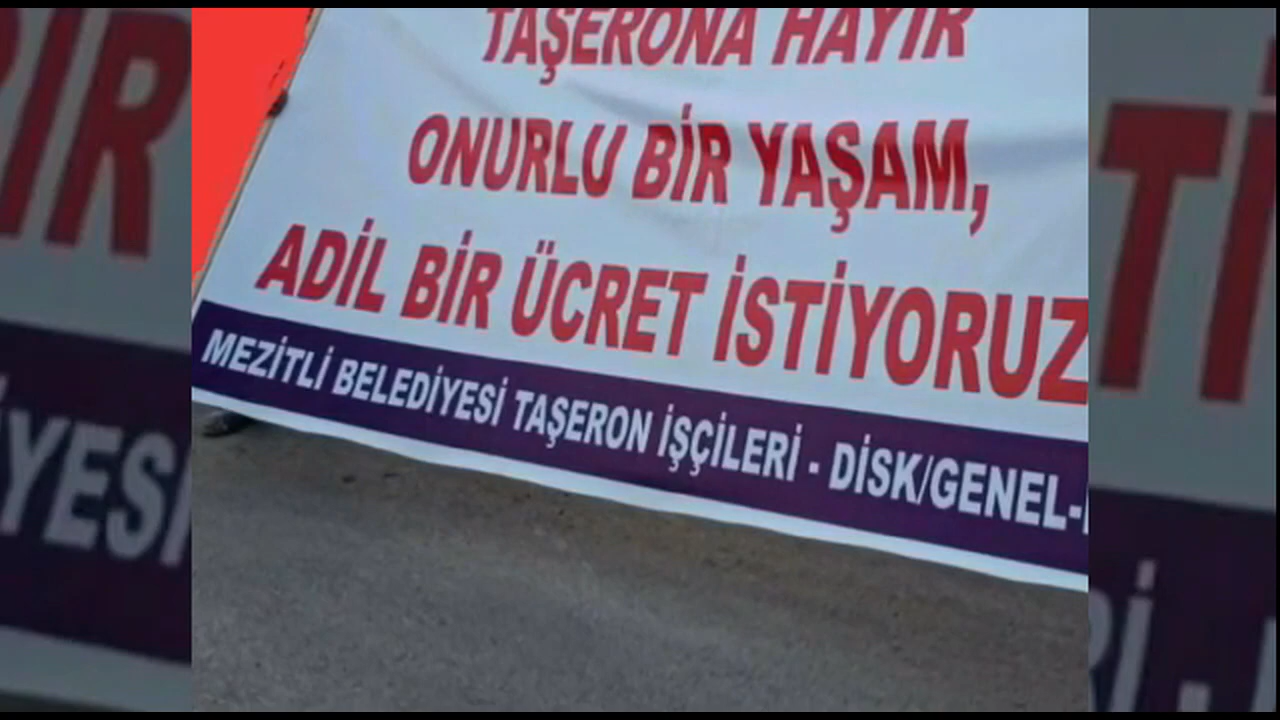 TAŞERONA HAYIR
ONURLU BİR YAŞAM,
ADİL BİR ÜCRET İSTİYORUZ
MEZİTLİ BELEDİYESİ TAŞERON İŞÇİLERİ - DİSK/GENEL-